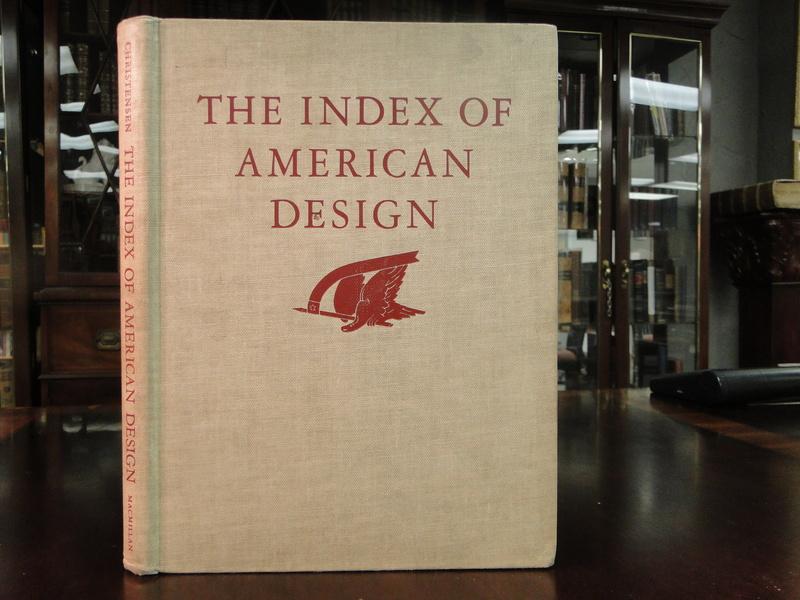 THE INDEX OF
AMERICAN
DESIGN
CHRISTENSEN THE INDEX OF AMERICAN DESIGN MACMILLAN